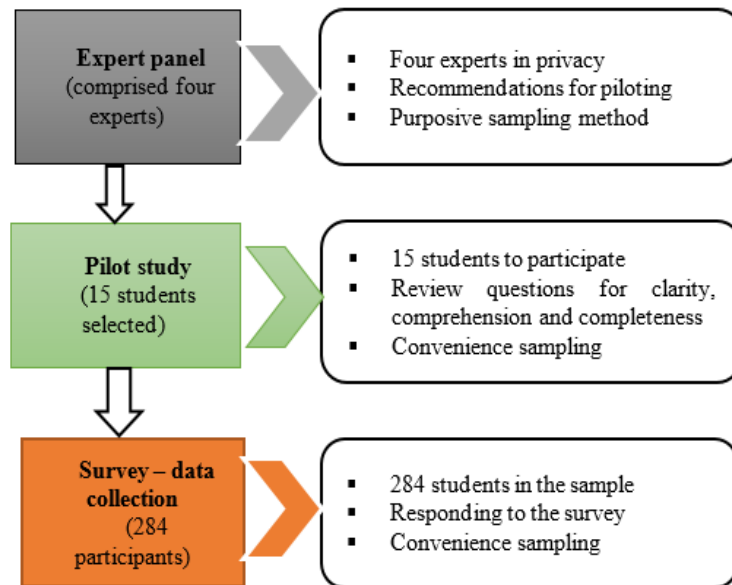 Expert panel
(comprised four
experts)
▪ Four experts in privacy
▪ Recommendations for piloting
▪ Purposive sampling method
Pilot study
(15 students
selected)
▪ 15 students to participate
▪ Review questions for clarity,
comprehension and completeness
▪ Convenience sampling
Survey – data
collection
(284
participants)
▪ 284 students in the sample
▪ Responding to the survey
▪ Convenience sampling